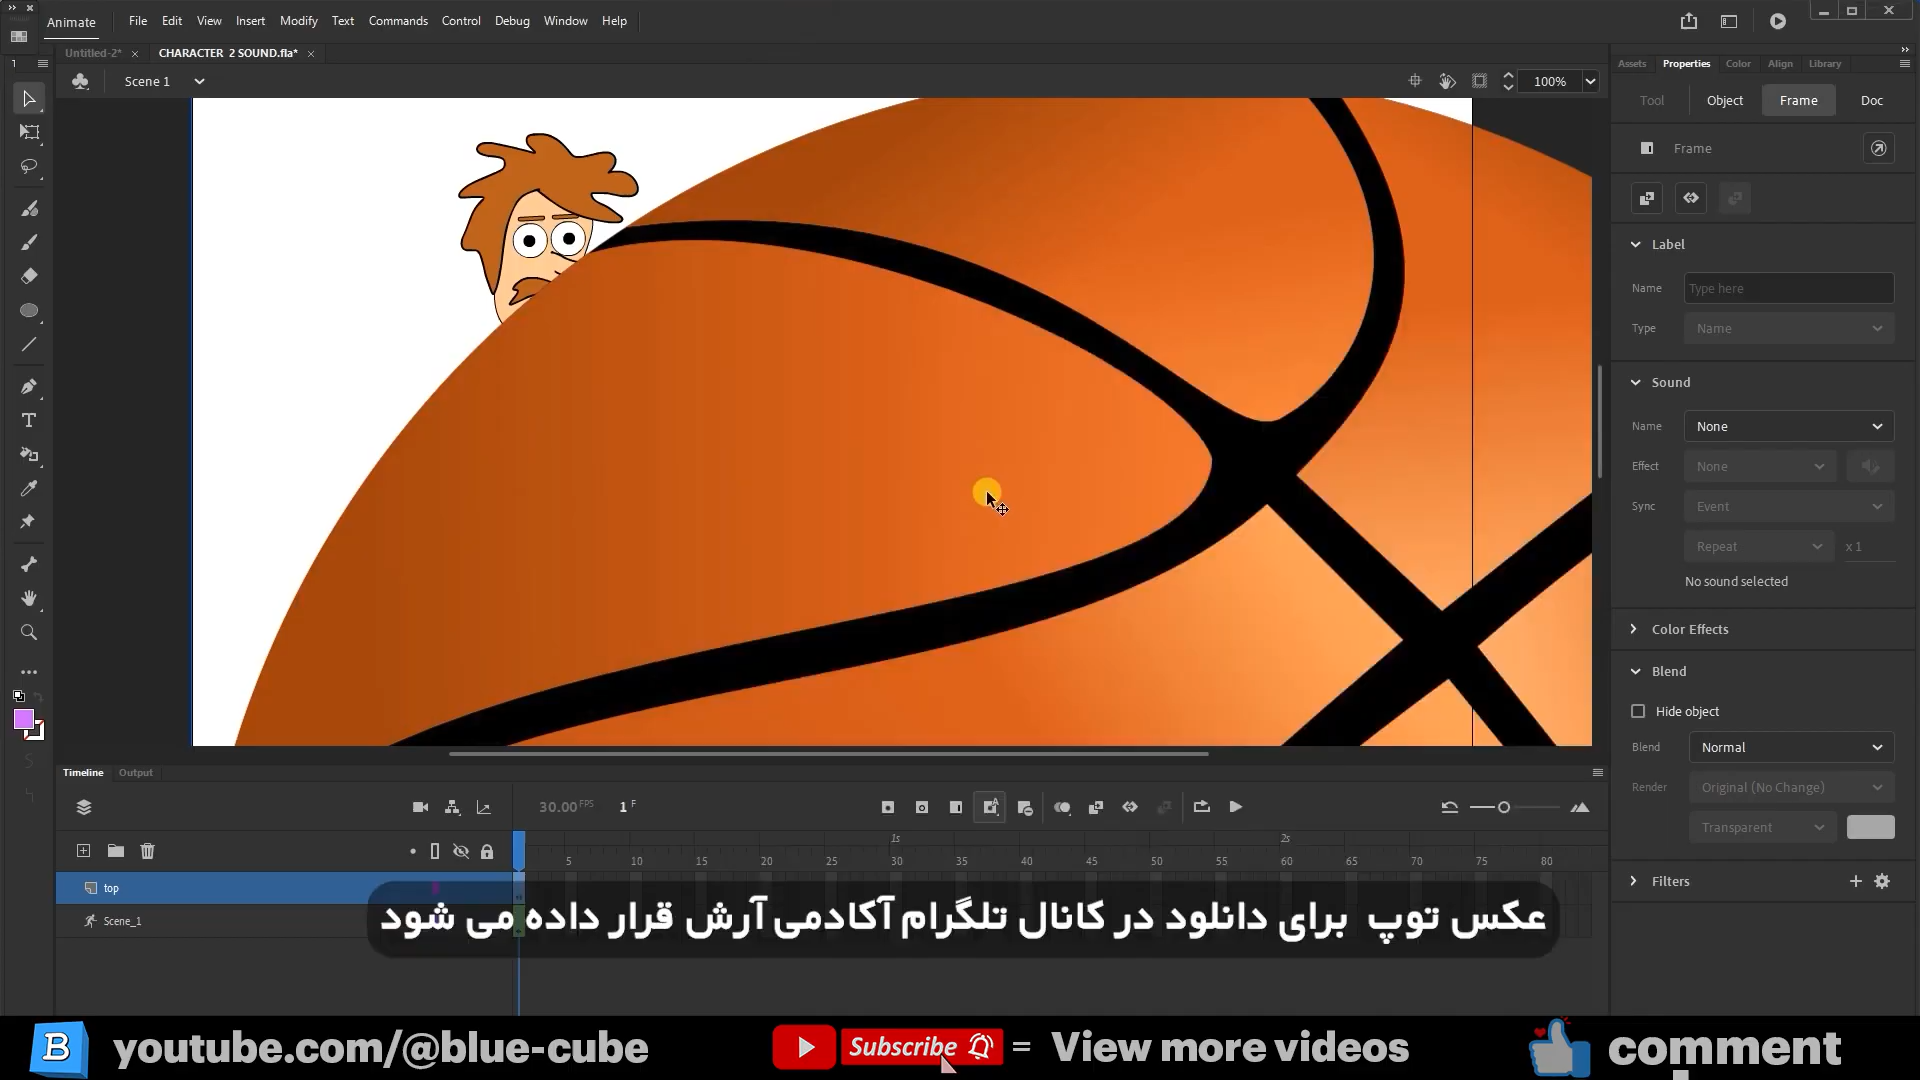 Animate File Edit View Insert Modify Text Commands Control Debug Window Help
Untitled-2* CHARACTER 2 SOUND.fla*
Scene 1
100%
Assets Properties Color Align Library
Tool Object Frame Doc
Frame
Label
Name Type here
Type Name
Sound
Name None
Effect None
Sync Event
Repeat x 1
No sound selected
Color Effects
Blend
Hide object
Blend Normal
Render Original (No Change)
Transparent
Filters
Timeline Output
30.00 FPS 1 F
1s 2s
5 10 15 20 25 30 35 40 45 50 55 60 65 70 75 80
top
Scene_1
عکس توپ برای دانلود در کانال تلگرام آکادمی آرش قرار داده می شود
B youtube.com/@blue-cube Subscribe = View more videos comment